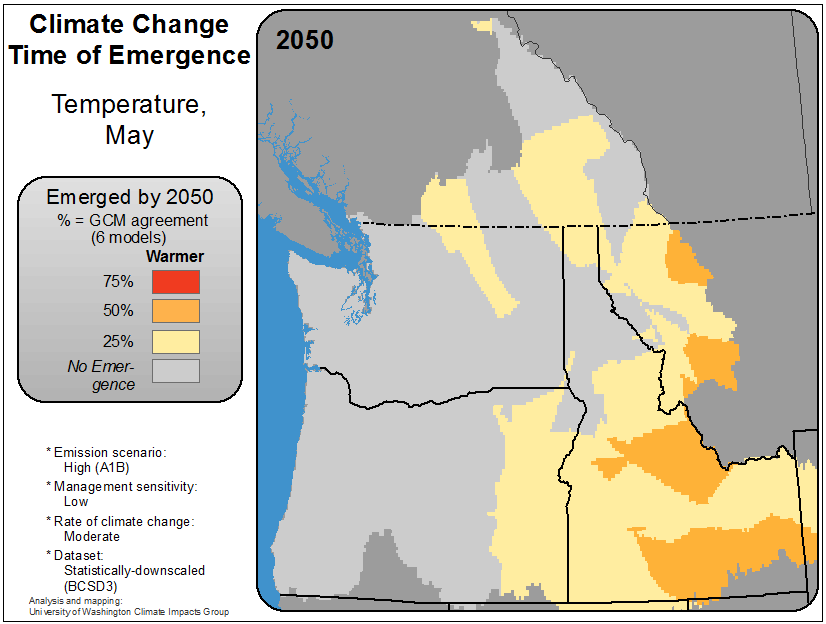 Climate Change
Time of Emergence
Temperature,
May
2050
Emerged by 2050
% = GCM agreement
(6 models)
Warmer
75%
50%
25%
No Emer-
gence
* Emission scenario:
High (A1B)
* Management sensitivity:
Low
* Rate of climate change:
Moderate
* Dataset:
Statistically-downscaled
(BCSD3)
Analysis and mapping:
University of Washington Climate Impacts Group